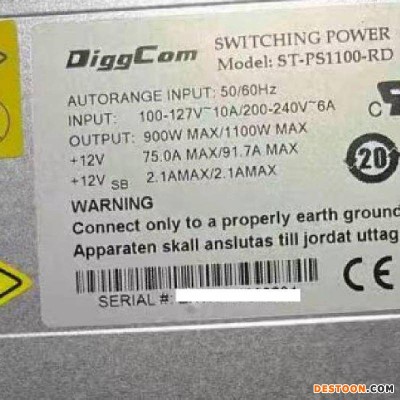 DiggCom
SWITCHING POWER
Model: ST-PS1100-RD
AUTORANGE INPUT: 50/60Hz
INPUT: 100-127V~10A/200-240V~6A
OUTPUT: 900W MAX/1100W MAX
+12V 75.0A MAX/91.7A MAX
+12V SB 2.1AMAX/2.1AMAX
20
WARNING
Connect only to a properly earth ground
Apparaten skall anslutas till jordat uttag
CE
SERIAL #:
DESTOON.COM